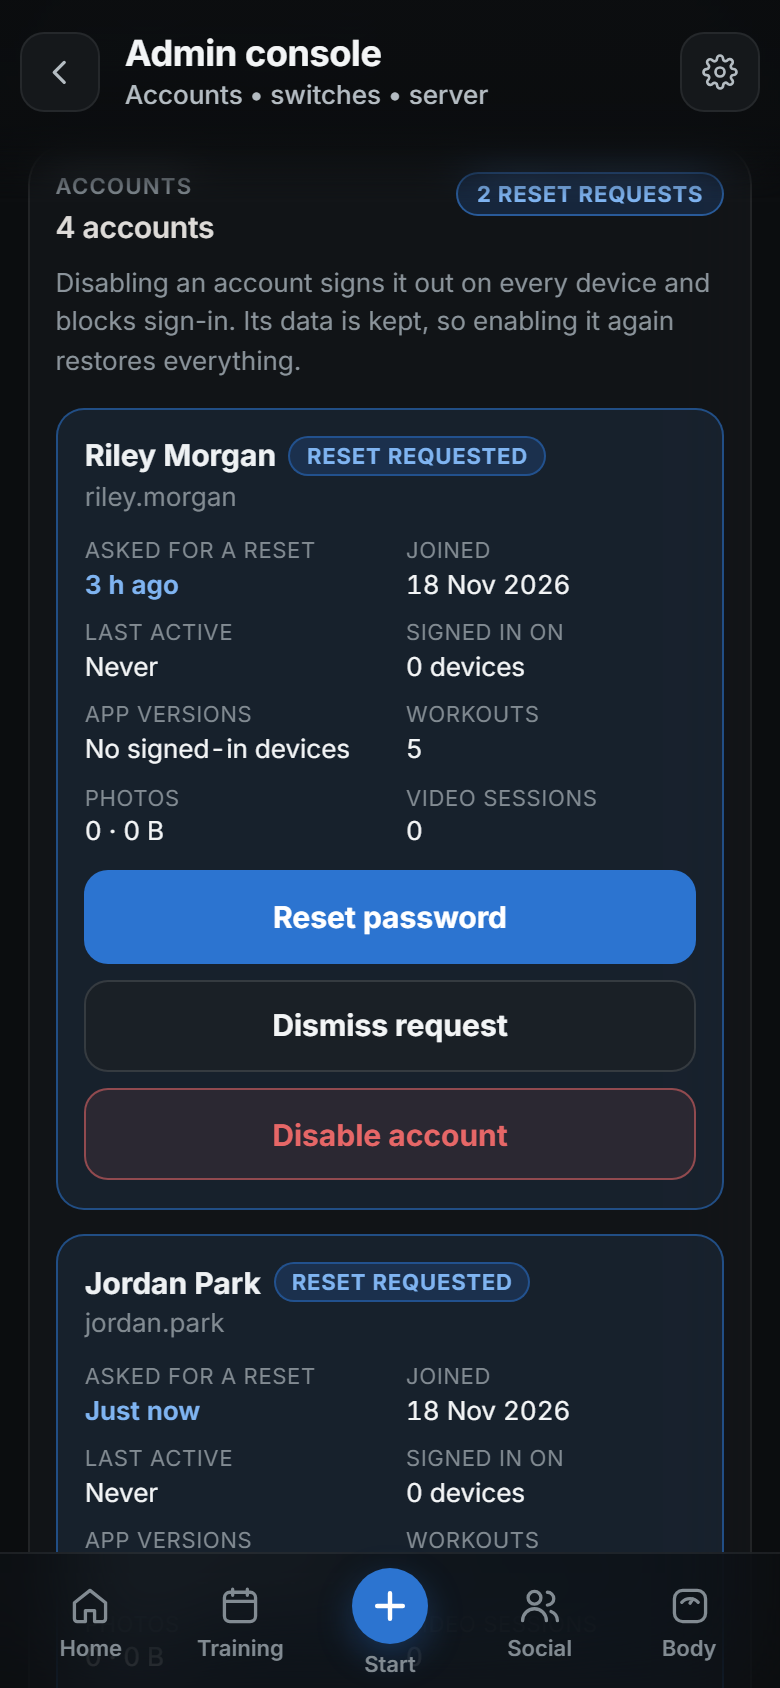 Admin console
Accounts • switches • server
ACCOUNTS
2 RESET REQUESTS
4 accounts
Disabling an account signs it out on every device and
blocks sign-in. Its data is kept, so enabling it again
restores everything.
Riley Morgan RESET REQUESTED
riley.morgan
ASKED FOR A RESET JOINED
3 h ago 18 Nov 2026
LAST ACTIVE SIGNED IN ON
Never 0 devices
APP VERSIONS WORKOUTS
No signed-in devices 5
PHOTOS VIDEO SESSIONS
0 · 0 B 0
Reset password
Dismiss request
Disable account
Jordan Park RESET REQUESTED
jordan.park
ASKED FOR A RESET JOINED
Just now 18 Nov 2026
LAST ACTIVE SIGNED IN ON
Never 0 devices
APP VERSIONS WORKOUTS
Home Training Start Social Body